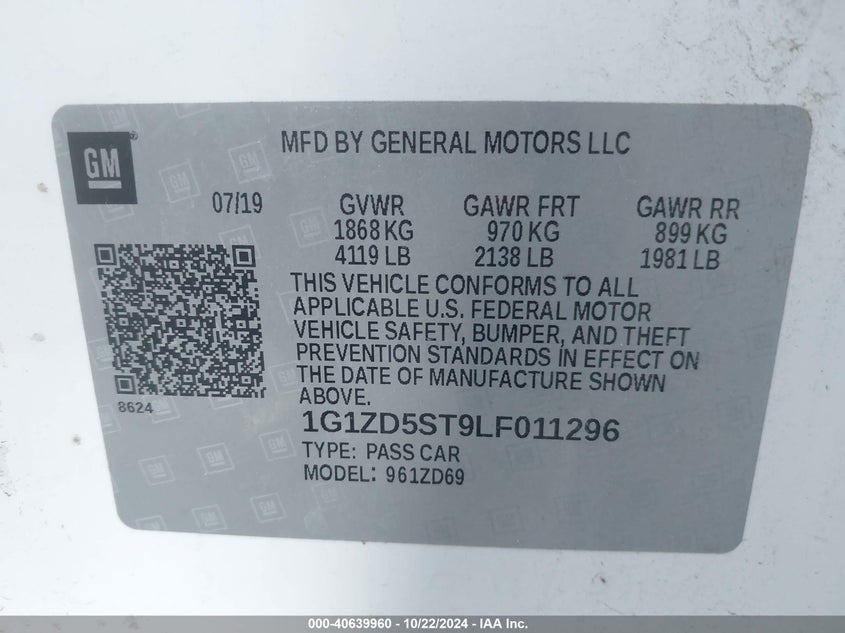 MFD BY GENERAL MOTORS LLC
GM®
07/19 GVWR GAWR FRT GAWR RR
1868 KG 970 KG 899 KG
4119 LB 2138 LB 1981 LB
THIS VEHICLE CONFORMS TO ALL
APPLICABLE U.S. FEDERAL MOTOR
VEHICLE SAFETY, BUMPER, AND THEFT
PREVENTION STANDARDS IN EFFECT ON
THE DATE OF MANUFACTURE SHOWN
ABOVE.
8624
1G1ZD5ST9LF011296
TYPE: PASS CAR
MODEL: 961ZD69
000-40639960 - 10/22/2024 - IAA Inc.